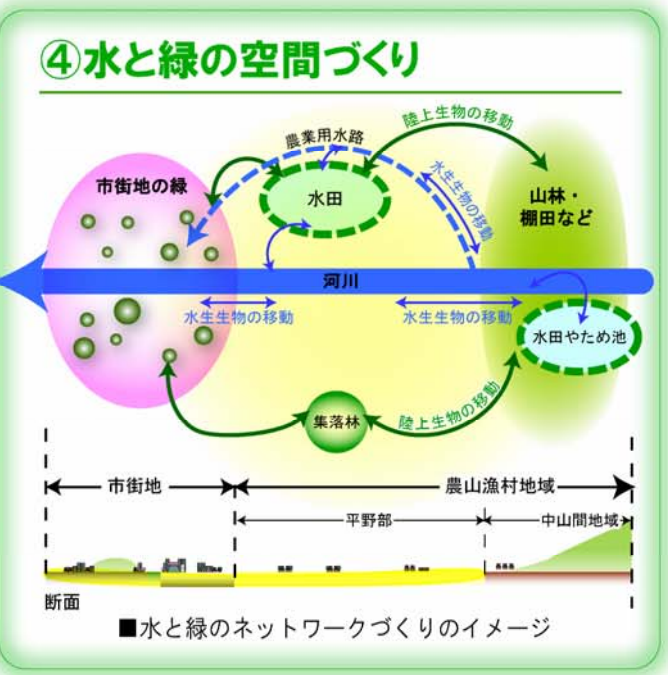 ④水と緑の空間づくり
陸上生物の移動
農業用水路
水生生物の移動
市街地の緑
水田
山林・
棚田など
河川
水生生物の移動
水生生物の移動
水田やため池
集落林
陸上生物の移動
市街地
農山漁村地域
平野部
中山間地域
断面
■水と緑のネットワークづくりのイメージ